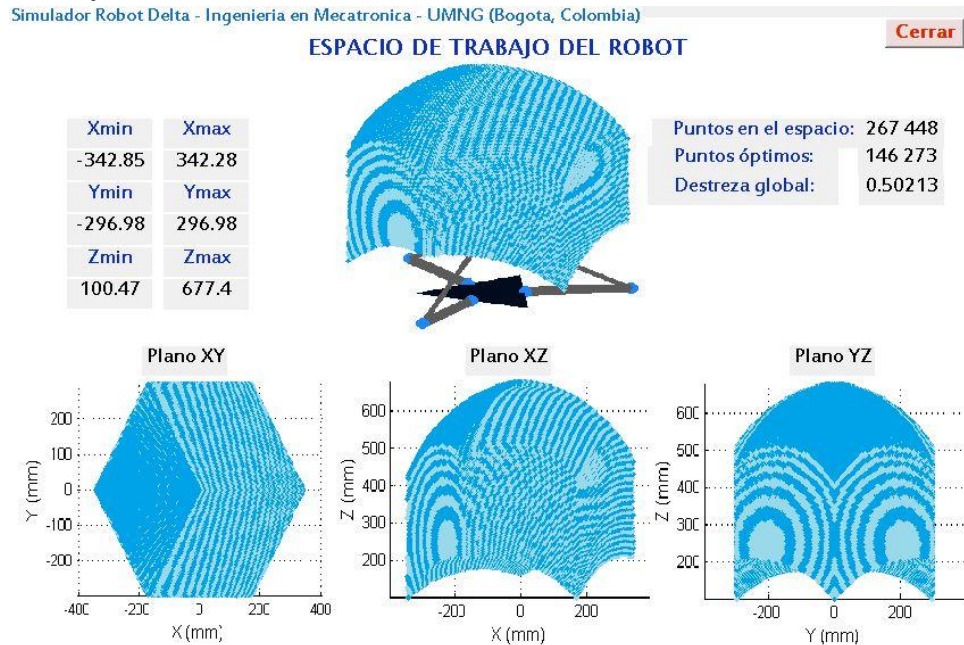 Simulador Robot Delta - Ingenieria en Mecatronica - UMNG (Bogota, Colombia)
Cerrar
ESPACIO DE TRABAJO DEL ROBOT
Xmin Xmax
-342.85 342.28
Ymin Ymax
-296.98 296.98
Zmin Zmax
100.47 677.4
Puntos en el espacio: 267 448
Puntos óptimos: 146 273
Destreza global: 0.50213
Plano XY
200
100
0
-100
-200
Y (mm)
-400 -200 0 200 400
X (mm)
Plano XZ
600
500
400
300
200
Z (mm)
-200 0 200
X (mm)
Plano YZ
600
500
400
300
200
Z (mm)
-200 0 200
Y (mm)